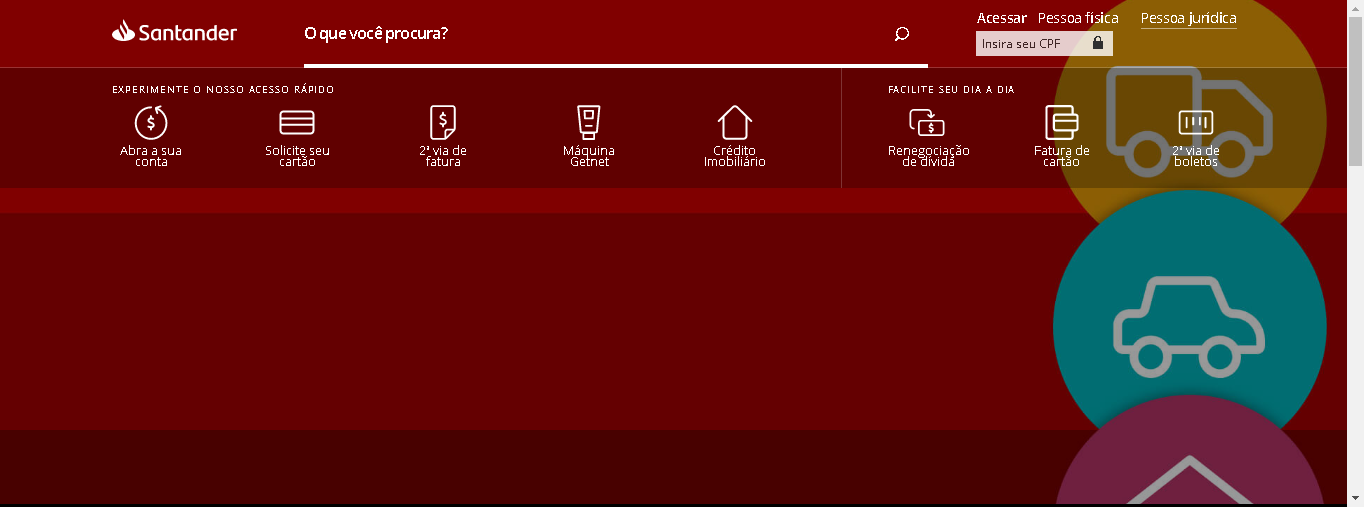 Santander
O que você procura?
Acessar Pessoa física Pessoa jurídica
Insira seu CPF
EXPERIMENTE O NOSSO ACESSO RÁPIDO
Abra a sua
conta
Solicite seu
cartão
2ª via de
fatura
Máquina
Getnet
Crédito
Imobiliário
FACILITE SEU DIA A DIA
Renegociação
de dívida
Fatura de
cartão
2ª via de
boletos